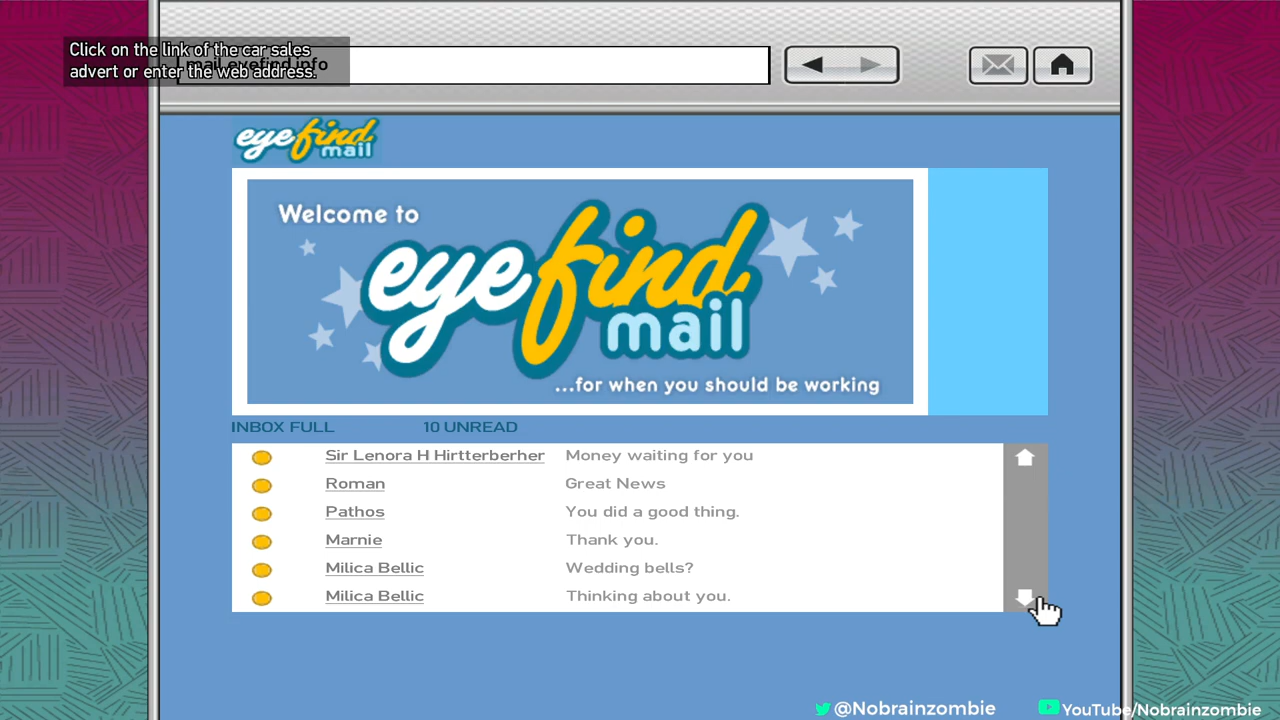 Click on the link of the car sales
advert or enter the web address.
mail.eyefind.info
eyefind
mail
Welcome to
eyefind
mail
...for when you should be working
INBOX FULL 10 UNREAD
Sir Lenora H Hirtterberher Money waiting for you
Roman Great News
Pathos You did a good thing.
Marnie Thank you.
Milica Bellic Wedding bells?
Milica Bellic Thinking about you.
@Nobrainzombie YouTube/Nobrainzombie